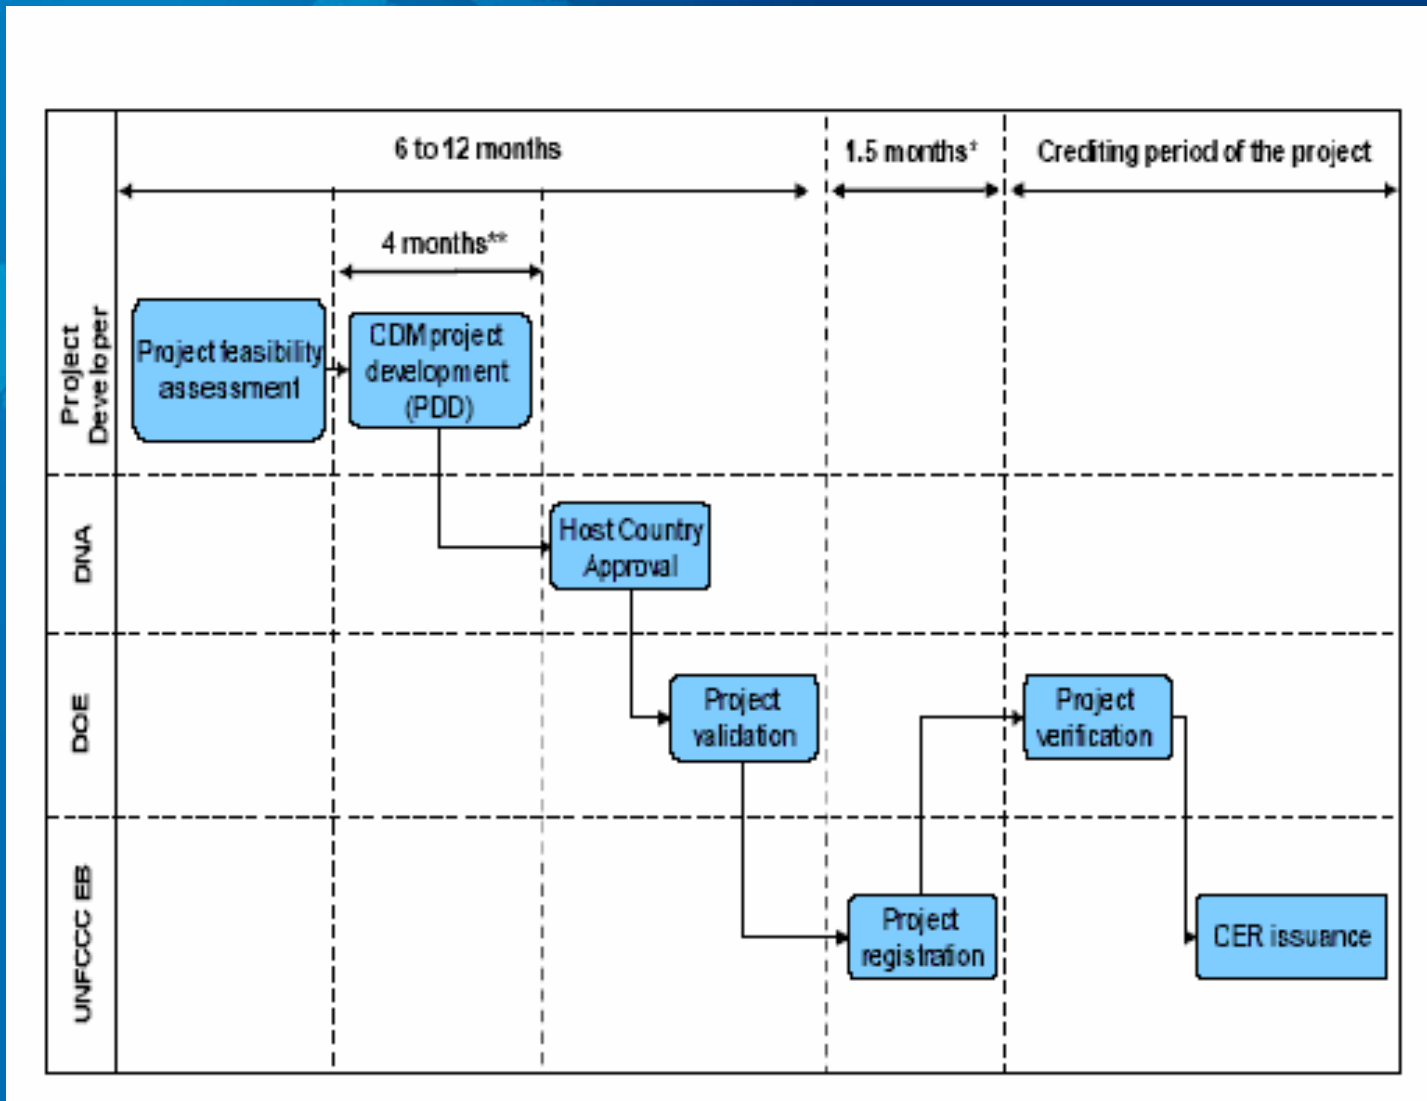 6 to 12 months
1.5 months*
Crediting period of the project
4 months**
Project
Developer
Project feasibility
assessment
CDM project
development
(PDD)
DNA
Host Country
Approval
DOE
Project
validation
Project
verification
UNFCCC EB
Project
registration
CER issuance